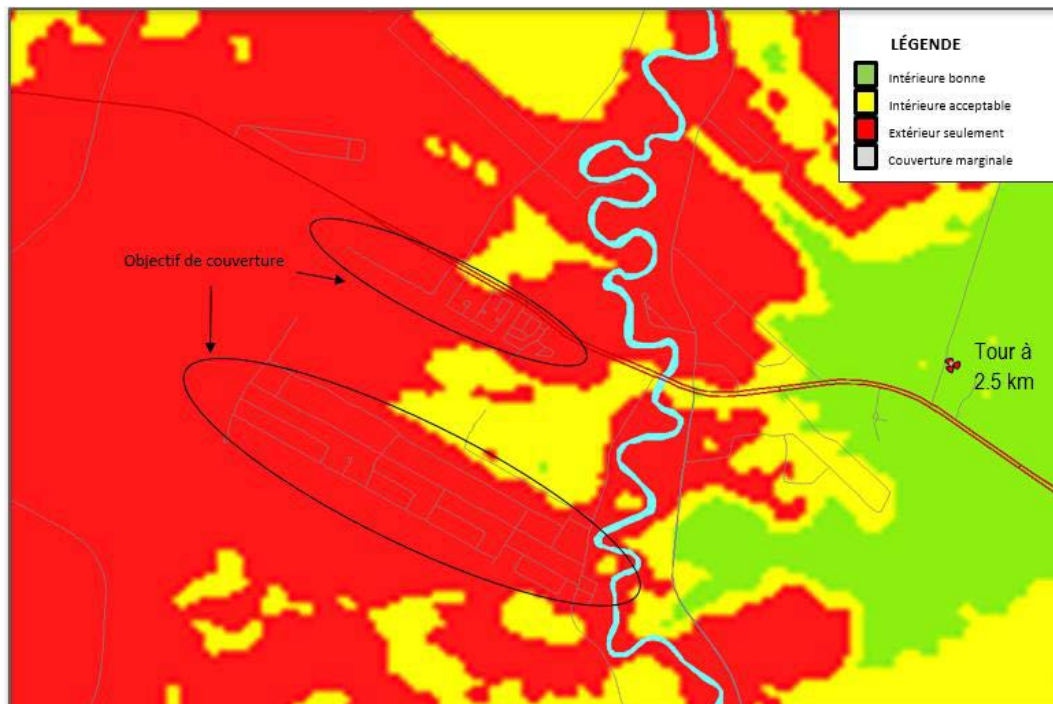 LÉGENDE
Intérieure bonne
Intérieure acceptable
Extérieur seulement
Couverture marginale
Objectif de couverture
Tour à
2.5 km